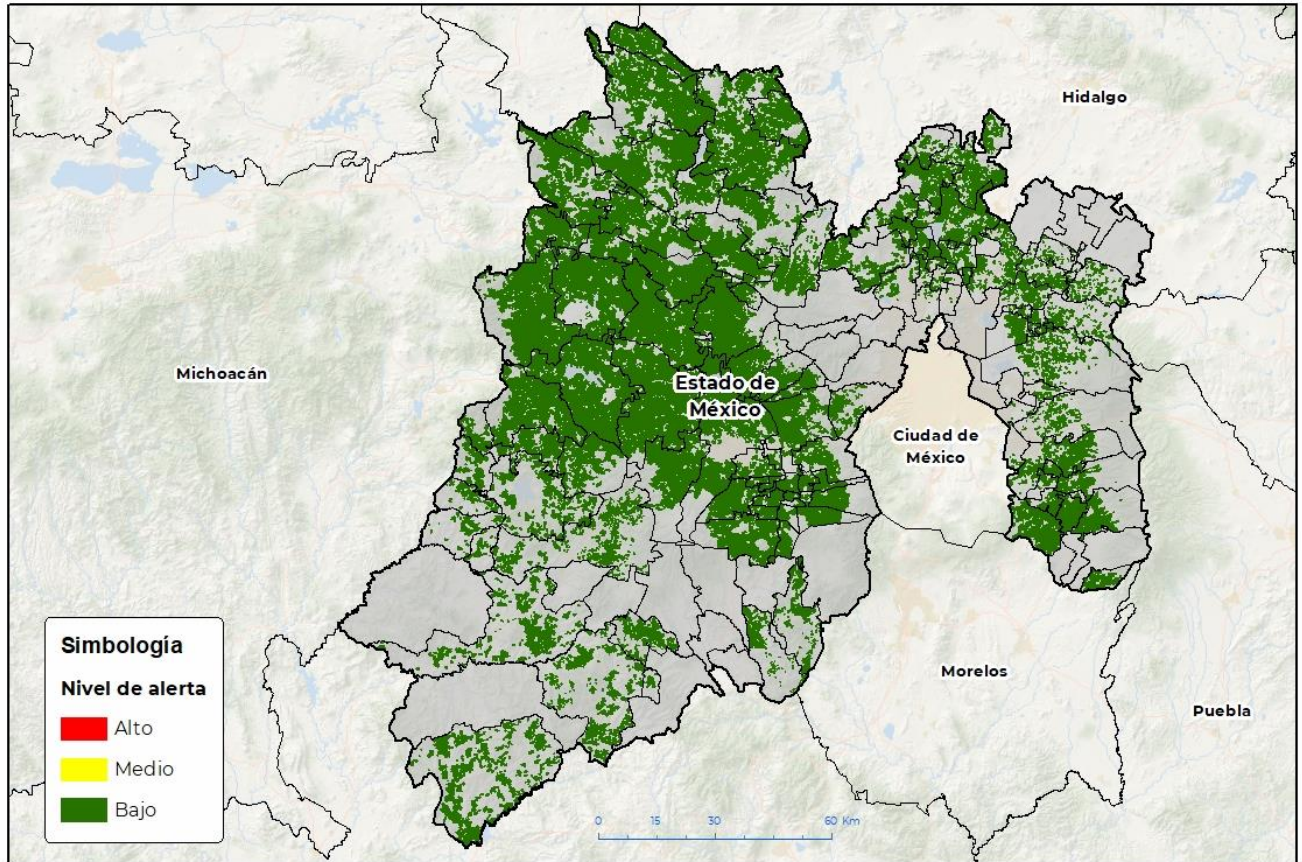 Hidalgo
Michoacán
Estado de
México
Ciudad de
México
Morelos
Puebla
Simbología
Nivel de alerta
Alto
Medio
Bajo
0 15 30 60 Km